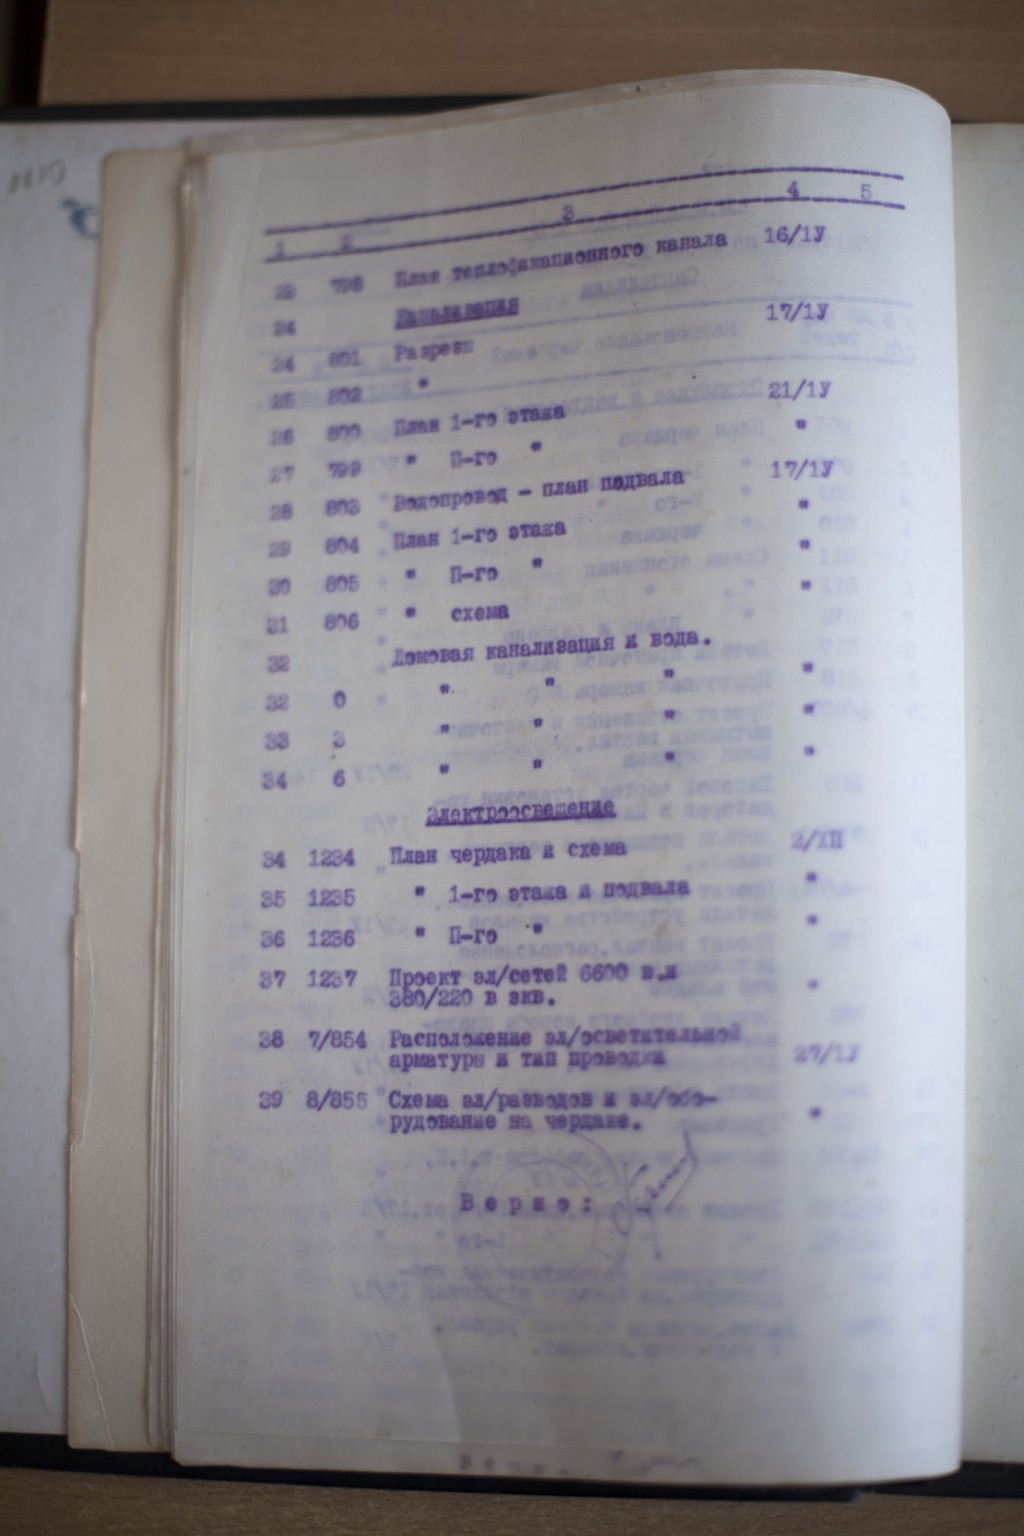 1 2 3 4 5
23 798 План теплофикационного канала 16/1У
24 Канализация
24 801 Разрезы 17/1У
25 802 "
26 800 План 1-го этажа 21/1У
27 799 " П-го " "
28 803 Водопровод - план подвала 17/1У
29 804 План 1-го этажа "
30 805 " П-го " "
31 806 " схема "
32 Домовая канализация и вода.
32 0 " " " "
33 3 " " " "
34 6 " " " "
Электроосвещение
34 1234 План чердака и схема 2/ХП
35 1235 " 1-го этажа и подвала "
36 1236 " П-го " "
37 1237 Проект эл/сетей 6600 в.и
380/220 в экв. "
38 7/854 Расположение эл/осветительной
арматуры и тип проводки 27/1У
39 8/855 Схема эл/разводов и эл/обо-
рудование на чердаке. "
Верно: